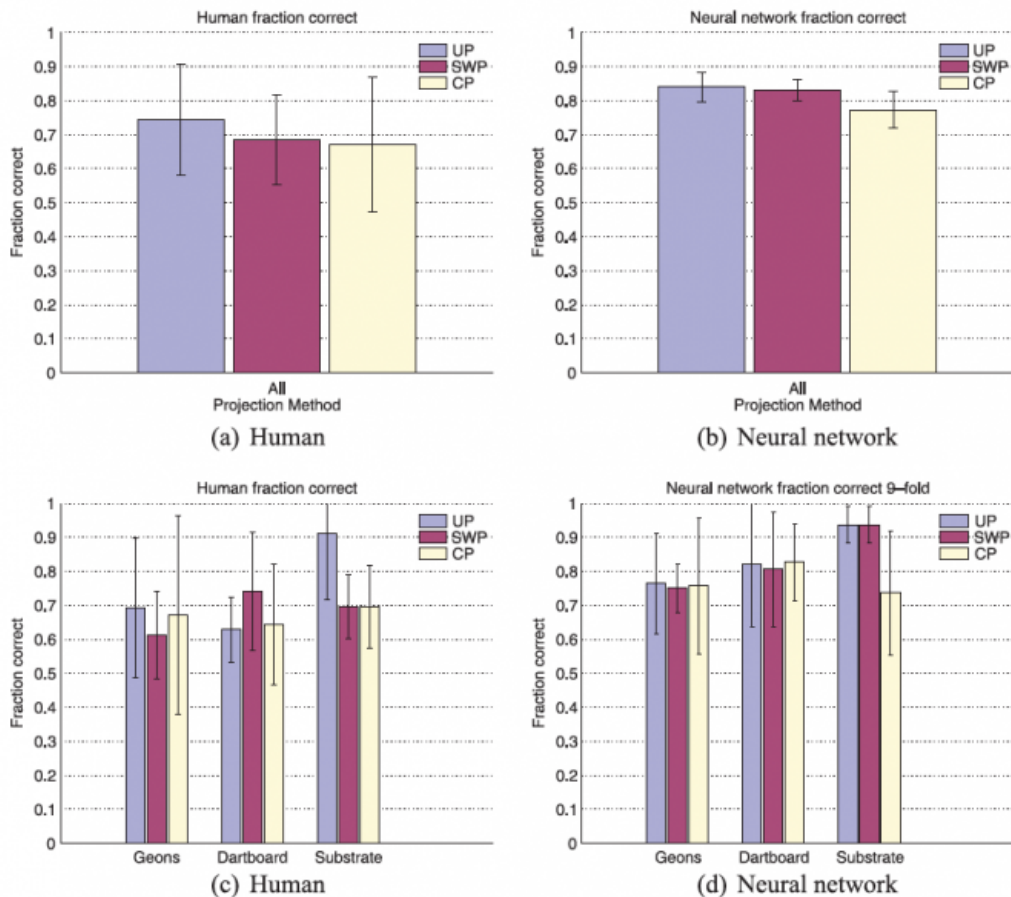 Human fraction correct
1
0.9
0.8
0.7
0.6
0.5
0.4
0.3
0.2
0.1
0
Fraction correct
UP
SWP
CP
All
Projection Method
(a) Human
Neural network fraction correct
1
0.9
0.8
0.7
0.6
0.5
0.4
0.3
0.2
0.1
0
Fraction correct
UP
SWP
CP
All
Projection Method
(b) Neural network
Human fraction correct
1
0.9
0.8
0.7
0.6
0.5
0.4
0.3
0.2
0.1
0
Fraction correct
UP
SWP
CP
Geons Dartboard Substrate
(c) Human
Neural network fraction correct 9–fold
1
0.9
0.8
0.7
0.6
0.5
0.4
0.3
0.2
0.1
0
Fraction correct
UP
SWP
CP
Geons Dartboard Substrate
(d) Neural network